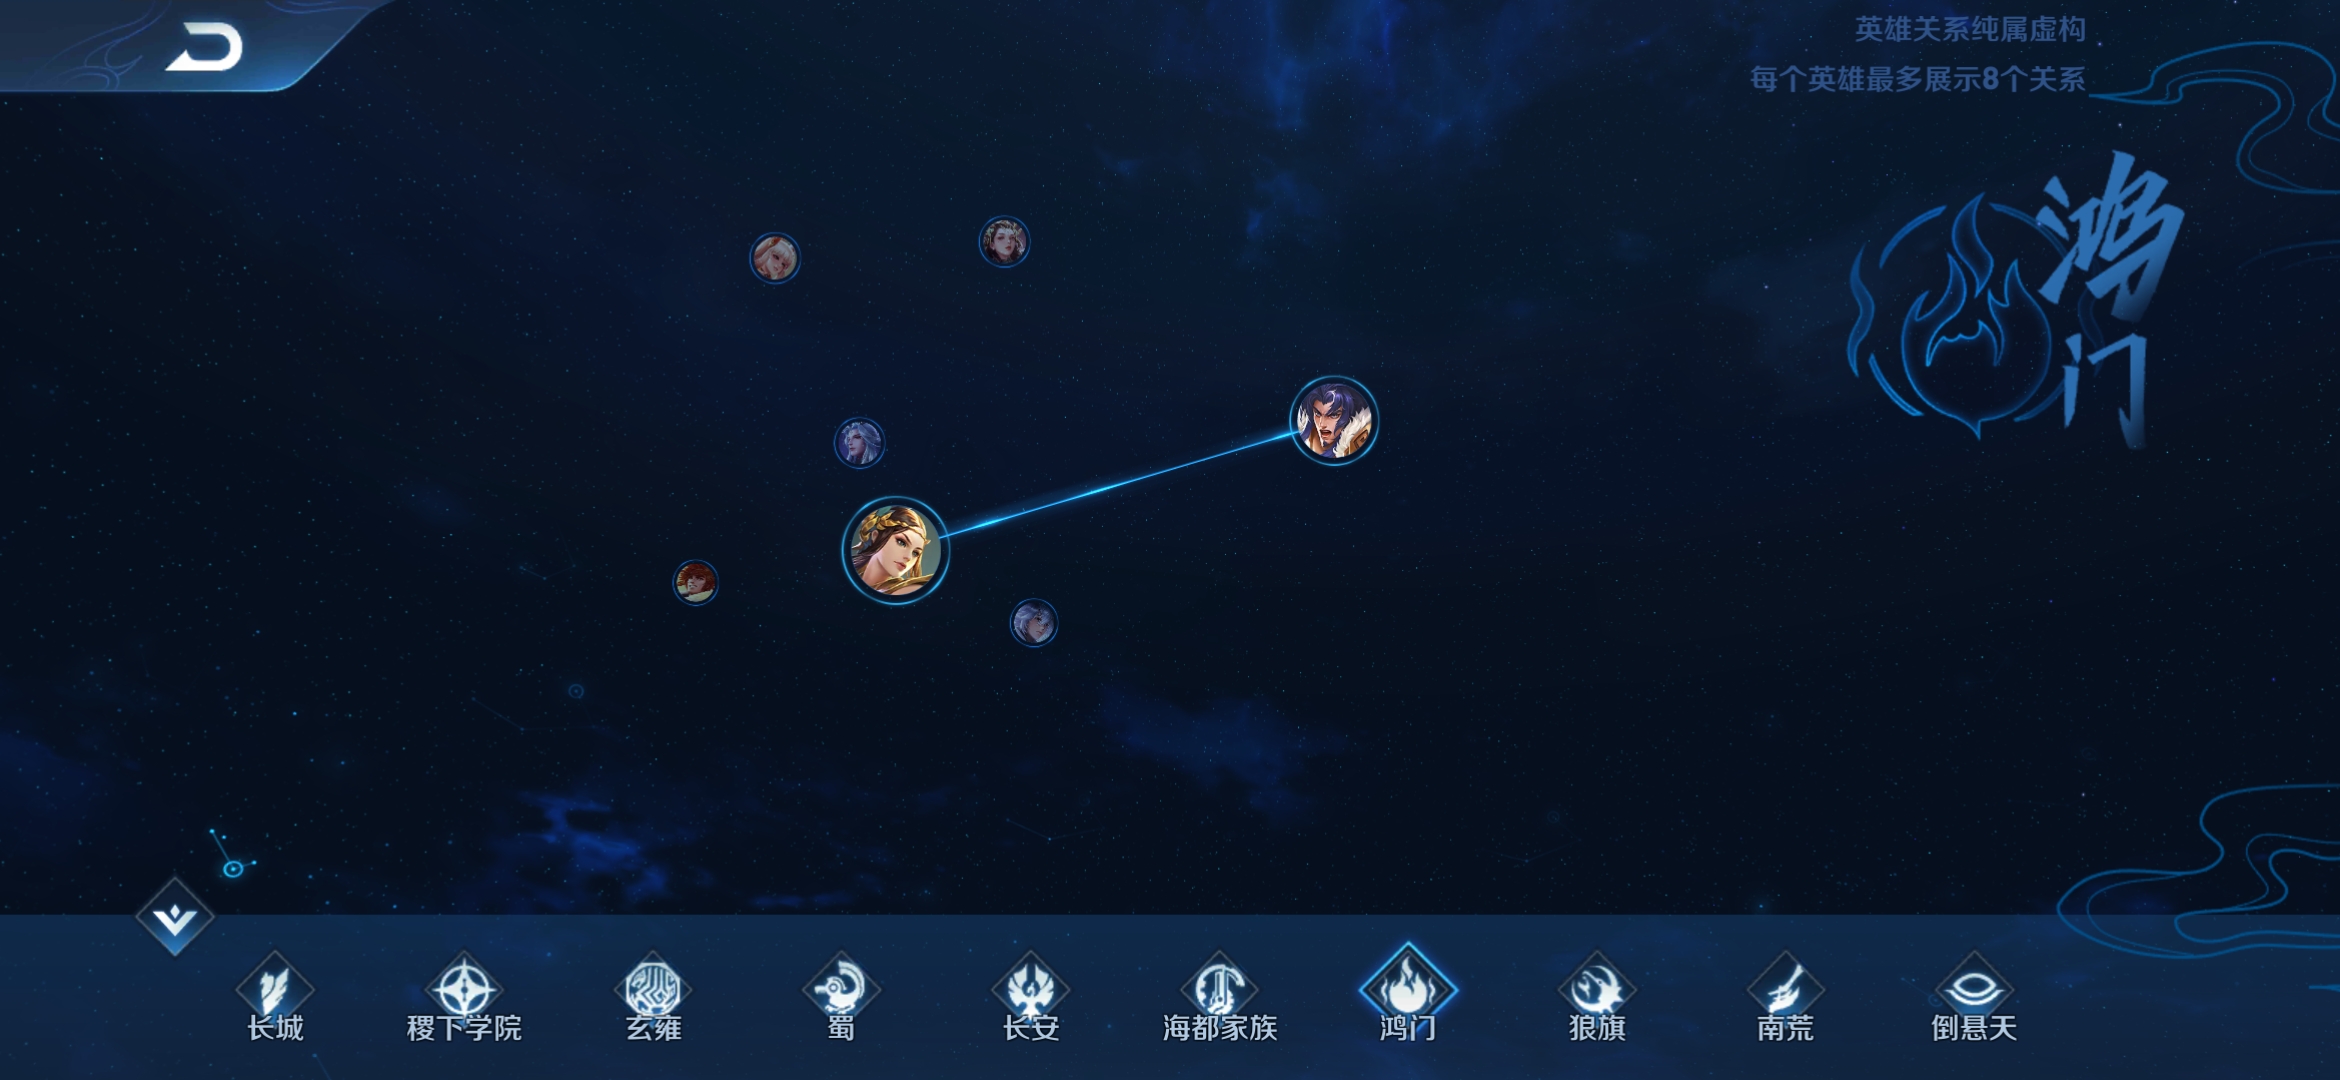 英雄关系纯属虚构
每个英雄最多展示8个关系
鸿门
长城
稷下学院
玄雍
蜀
长安
海都家族
鸿门
狼旗
南荒
倒悬天